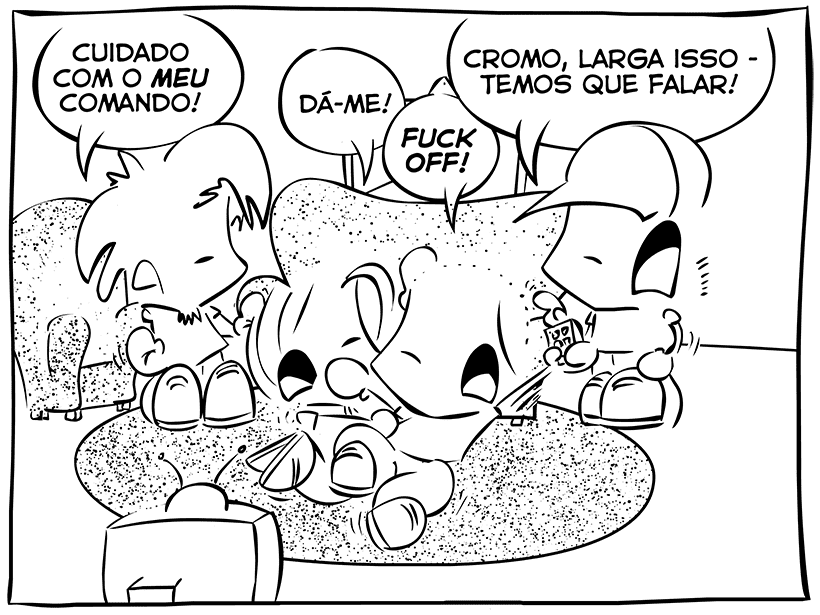 CUIDADO
COM O MEU
COMANDO!
DÁ-ME!
FUCK
OFF!
CROMO, LARGA ISSO -
TEMOS QUE FALAR!